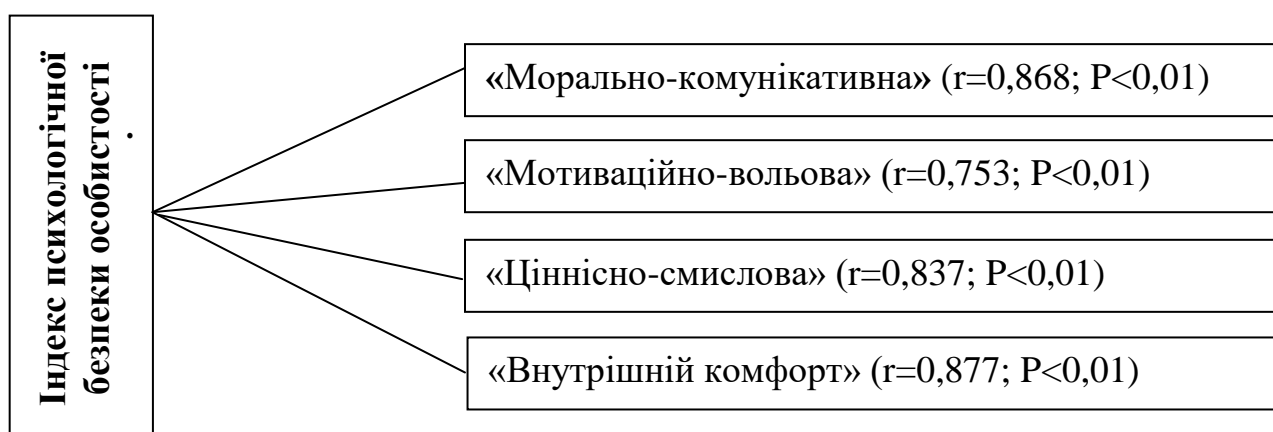 Індекс психологічної
безпеки особистості
.
«Морально-комунікативна» (r=0,868; P<0,01)
«Мотиваційно-вольова» (r=0,753; P<0,01)
«Ціннісно-смислова» (r=0,837; P<0,01)
«Внутрішній комфорт» (r=0,877; P<0,01)